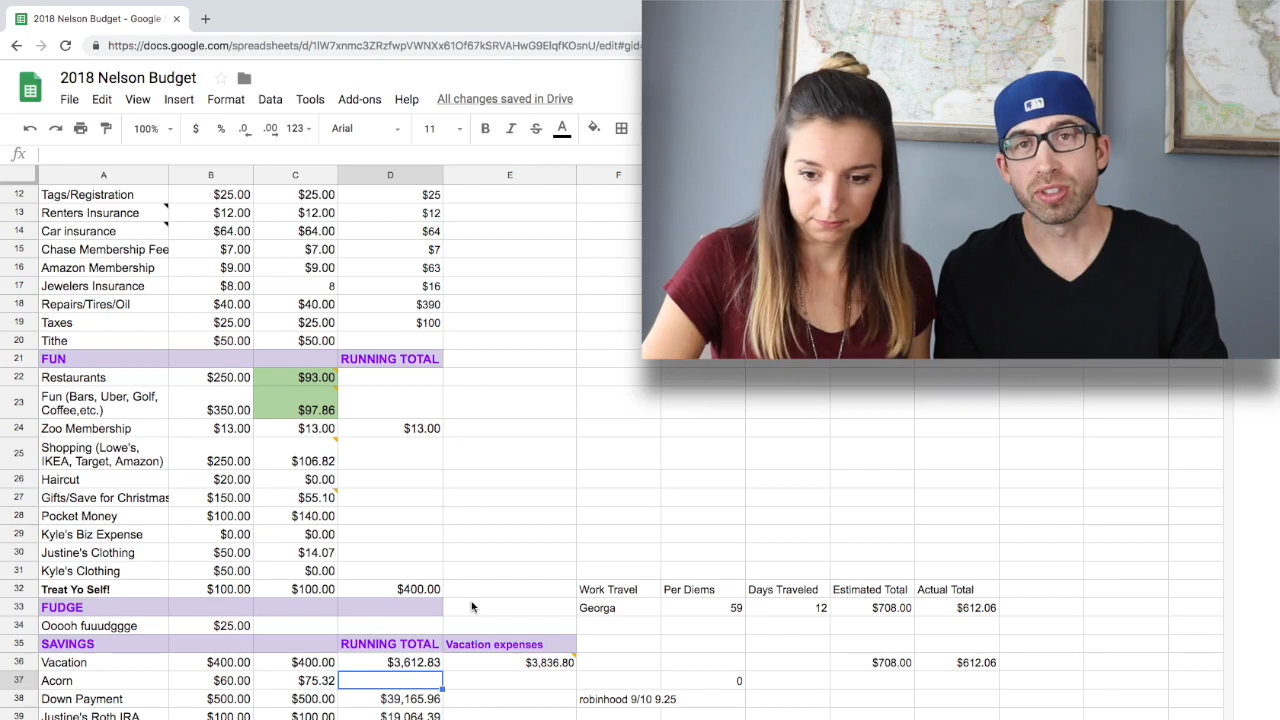 2018 Nelson Budget - Google
https://docs.google.com/spreadsheets/d/1lW7xnmc3ZRzfwpVWNXx61Of67kSRVAHwG9ElqfKOsnU/edit#gid=
2018 Nelson Budget
File Edit View Insert Format Data Tools Add-ons Help All changes saved in Drive
100% $ % .0 .00 123 Arial 11 B I S A
fx
A B C D E F
12 Tags/Registration $25.00 $25.00 $25
13 Renters Insurance $12.00 $12.00 $12
14 Car insurance $64.00 $64.00 $64
15 Chase Membership Fee $7.00 $7.00 $7
16 Amazon Membership $9.00 $9.00 $63
17 Jewelers Insurance $8.00 8 $16
18 Repairs/Tires/Oil $40.00 $40.00 $390
19 Taxes $25.00 $25.00 $100
20 Tithe $50.00 $50.00
21 FUN RUNNING TOTAL
22 Restaurants $250.00 $93.00
Fun (Bars, Uber, Golf,
23 Coffee,etc.) $350.00 $97.86
24 Zoo Membership $13.00 $13.00 $13.00
Shopping (Lowe's,
25 IKEA, Target, Amazon) $250.00 $106.82
26 Haircut $20.00 $0.00
27 Gifts/Save for Christmas $150.00 $55.10
28 Pocket Money $100.00 $140.00
29 Kyle's Biz Expense $0.00 $0.00
30 Justine's Clothing $50.00 $14.07
31 Kyle's Clothing $50.00 $0.00
32 Treat Yo Self! $100.00 $100.00 $400.00 Work Travel Per Diems Days Traveled Estimated Total Actual Total
33 FUDGE Georga 59 12 $708.00 $612.06
34 Ooooh fuuudggge $25.00
35 SAVINGS RUNNING TOTAL Vacation expenses
36 Vacation $400.00 $400.00 $3,612.83 $3,836.80 $708.00 $612.06
37 Acorn $60.00 $75.32 0
38 Down Payment $500.00 $500.00 $39,165.96 robinhood 9/10 9.25
39 Justine's Roth IRA $100.00 $100.00 $19,064.39